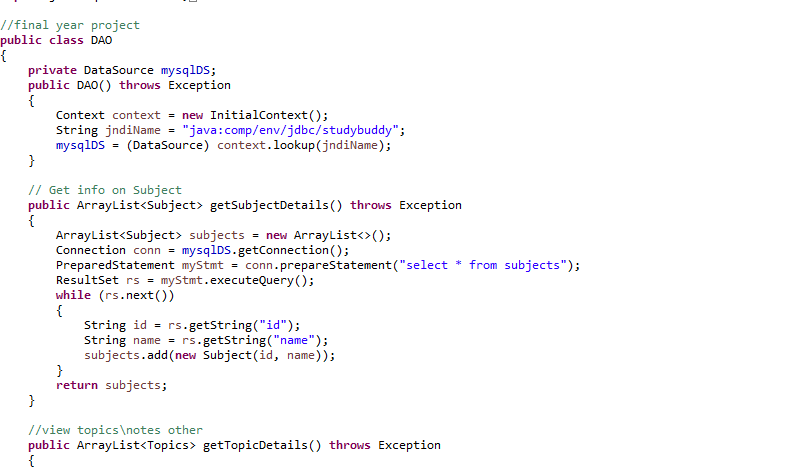 //final year project
public class DAO
{
    private DataSource mysqlDS;
    public DAO() throws Exception
    {
        Context context = new InitialContext();
        String jndiName = "java:comp/env/jdbc/studybuddy";
        mysqlDS = (DataSource) context.lookup(jndiName);
    }

    // Get info on Subject
    public ArrayList<Subject> getSubjectDetails() throws Exception
    {
        ArrayList<Subject> subjects = new ArrayList<>();
        Connection conn = mysqlDS.getConnection();
        PreparedStatement myStmt = conn.prepareStatement("select * from subjects");
        ResultSet rs = myStmt.executeQuery();
        while (rs.next())
        {
            String id = rs.getString("id");
            String name = rs.getString("name");
            subjects.add(new Subject(id, name));
        }
        return subjects;
    }

    //view topics\notes other
    public ArrayList<Topics> getTopicDetails() throws Exception
    {